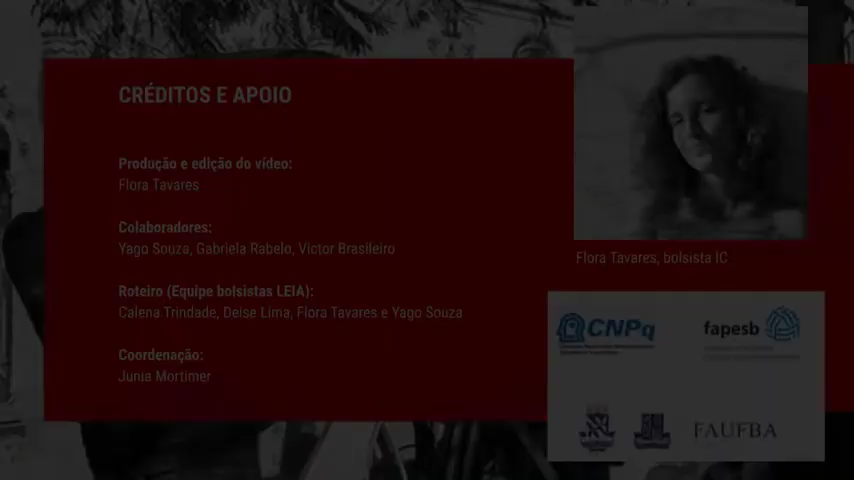 CRÉDITOS E APOIO
Produção e edição do vídeo:
Flora Tavares
Colaboradores:
Yago Souza, Gabriela Rabelo, Victor Brasileiro
Roteiro (Equipe bolsistas LEIA):
Calena Trindade, Deise Lima, Flora Tavares e Yago Souza
Coordenação:
Junia Mortimer
Flora Tavares, bolsista IC
CNPq
fapesb
FAUFBA